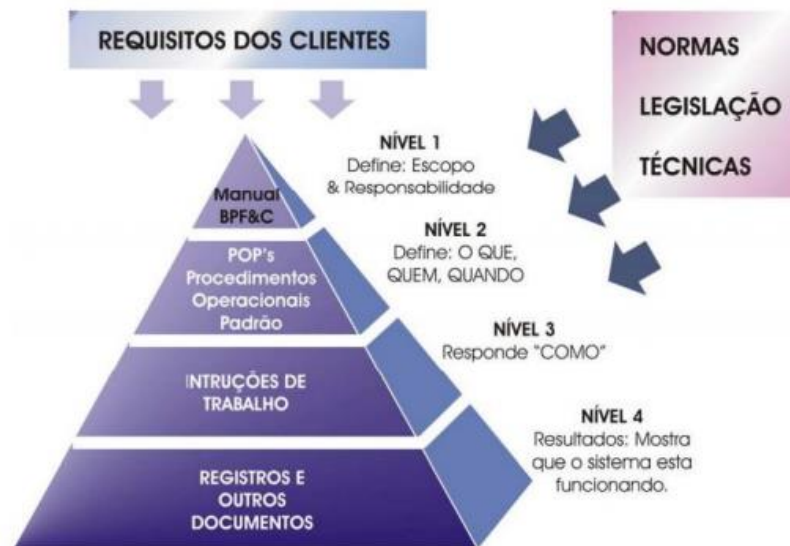 REQUISITOS DOS CLIENTES
NORMAS
LEGISLAÇÃO
TÉCNICAS
NÍVEL 1
Define: Escopo
& Responsabilidade
Manual
BPF&C
NÍVEL 2
Define: O QUE,
QUEM, QUANDO
POP's
Procedimentos
Operacionais
Padrão
NÍVEL 3
Responde “COMO”
INTRUÇÕES DE
TRABALHO
NÍVEL 4
Resultados: Mostra
que o sistema esta
funcionando.
REGISTROS E
OUTROS
DOCUMENTOS